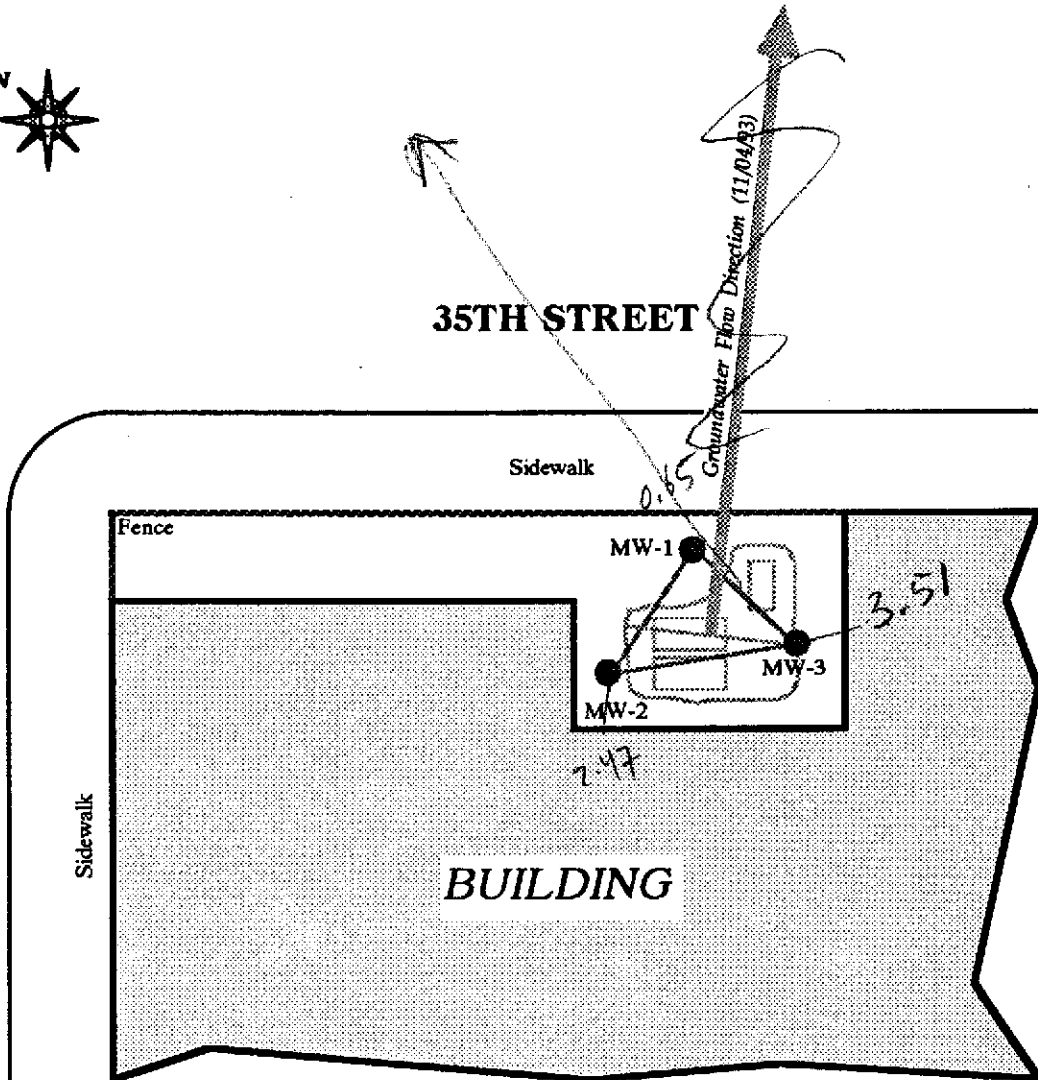 N
Groundwater Flow Direction (11/04/93)
35TH STREET
Sidewalk
0.65
Fence
MW-1
3.51
MW-3
MW-2
2.47
Sidewalk
BUILDING